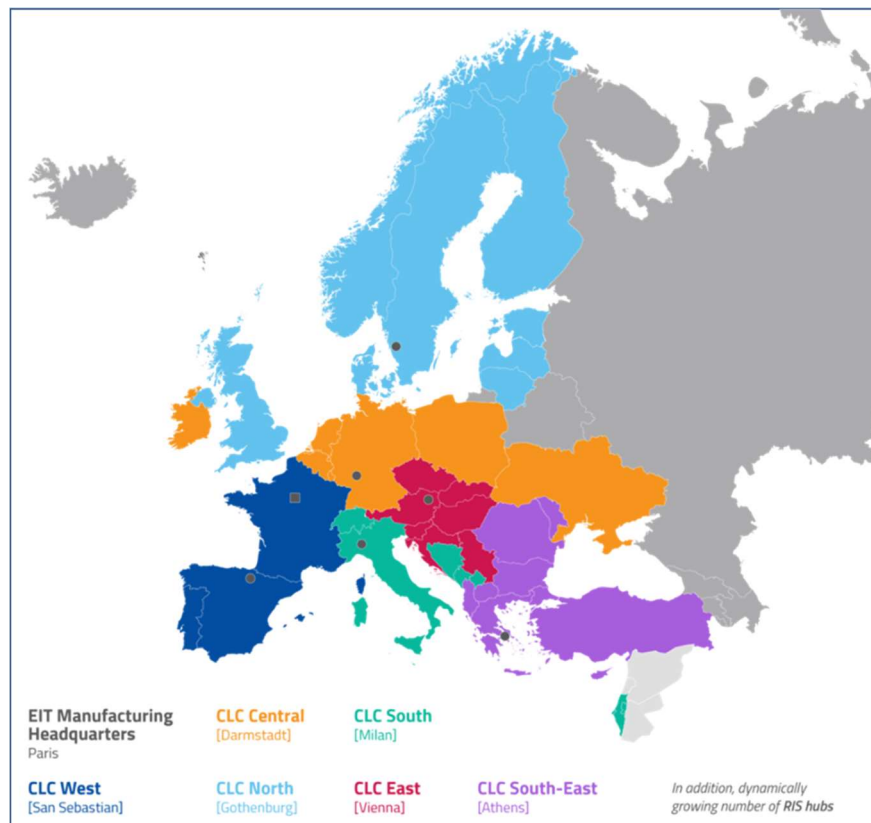 EIT Manufacturing
Headquarters
Paris
CLC Central
[Darmstadt]
CLC South
[Milan]
CLC West
[San Sebastian]
CLC North
[Gothenburg]
CLC East
[Vienna]
CLC South-East
[Athens]
In addition, dynamically
growing number of RIS hubs